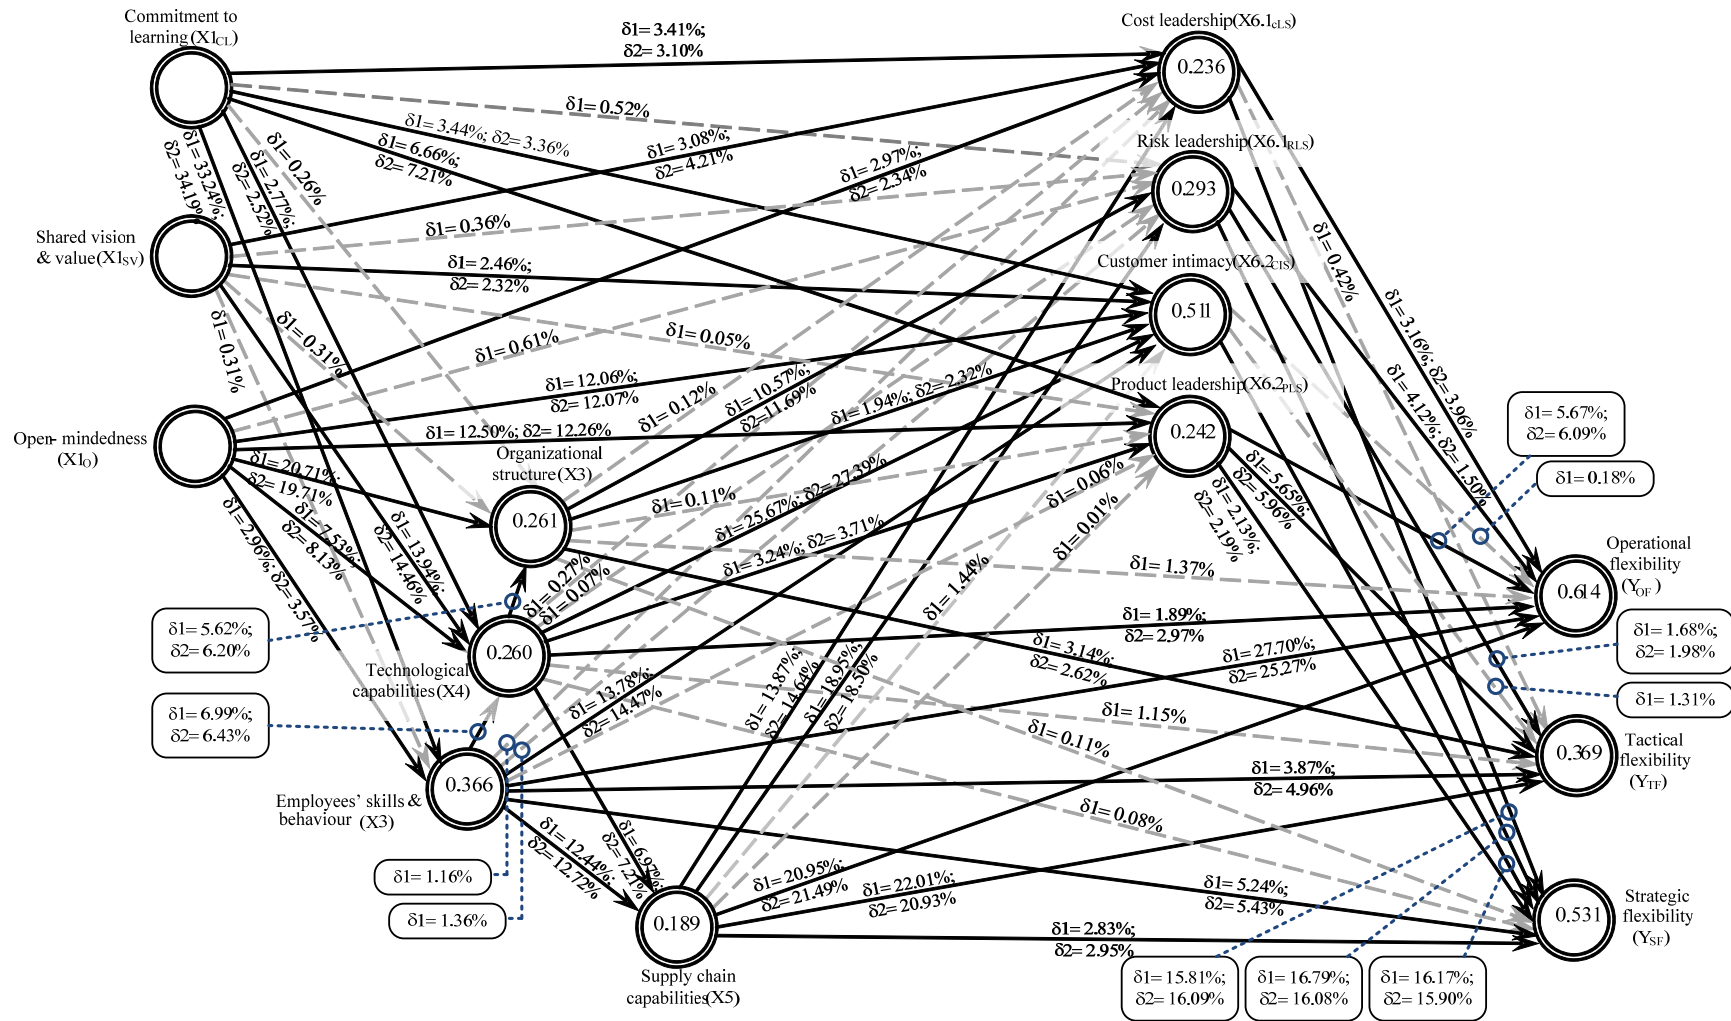 Commitment to
learning(X1CL)
Shared vision
& value(X1SV)
Open- mindedness
(X1O)
Organizational
structure(X3)
0.261
0.260
Technological
capabilities(X4)
0.366
Employees’ skills &
behaviour (X3)
0.189
Supply chain
capabilities(X5)
Cost leadership(X6.1cLS)
0.236
Risk leadership(X6.1RLS)
0.293
Customer intimacy(X6.2CIS)
0.511
Product leadership(X6.2PLS)
0.242
Operational
flexibility
(YOF)
0.614
Tactical
flexibility
(YTF)
0.369
Strategic
flexibility
(YSF)
0.531
δ1= 3.41%;
δ2= 3.10%
δ1= 0.52%
δ1= 3.44%; δ2= 3.36%
δ1= 6.66%;
δ2= 7.21%
δ1= 3.08%;
δ2= 4.21%
δ1= 2.97%;
δ2= 2.34%
δ1= 33.24%;
δ2= 34.19%
δ1= 2.77%;
δ2= 2.52%
δ1= 0.26%
δ1= 0.36%
δ1= 2.46%;
δ2= 2.32%
δ1= 0.05%
δ1= 0.31%
δ1= 0.31%
δ1= 0.61%
δ1= 12.06%;
δ2= 12.07%
δ1= 12.50%; δ2= 12.26%
δ1= 0.12%
δ1= 10.57%;
δ2=11.69%
δ1= 1.94%; δ2= 2.32%
δ1= 20.71%;
δ2= 19.71%
δ1= 7.53%;
δ2= 8.13%
δ1= 2.96%; δ2= 3.57%
δ1= 13.94%;
δ2= 14.46%
δ1= 0.11%
δ1= 25.67%; δ2= 27.39%
δ1= 3.24%; δ2= 3.71%
δ1= 0.06%
δ1= 0.01%
δ1= 0.27%
δ1= 0.07%
δ1= 1.44%
δ1= 1.37%
δ1= 1.89%;
δ2= 2.97%
δ1= 3.14%;
δ2= 2.62%
δ1= 27.70%;
δ2= 25.27%
δ1= 13.78%;
δ2= 14.47%
δ1= 13.87%;
δ2= 14.64%
δ1= 18.95%;
δ2= 18.50%
δ1= 1.15%
δ1= 0.11%
δ1= 3.87%;
δ2= 4.96%
δ1= 0.08%
δ1= 12.44%;
δ2= 12.72%
δ1= 6.97%;
δ2= 7.21%
δ1= 20.95%;
δ2= 21.49%
δ1= 22.01%;
δ2= 20.93%
δ1= 5.24%;
δ2= 5.43%
δ1= 2.83%;
δ2= 2.95%
δ1= 0.42%
δ1= 3.16%; δ2= 3.96%
δ1= 4.12%; δ2= 1.50%
δ1= 5.65%;
δ2= 5.96%
δ1= 2.13%;
δ2= 2.19%
δ1= 5.67%;
δ2= 6.09%
δ1= 0.18%
δ1= 1.68%;
δ2= 1.98%
δ1= 1.31%
δ1= 5.62%;
δ2= 6.20%
δ1= 6.99%;
δ2= 6.43%
δ1= 1.16%
δ1= 1.36%
δ1= 15.81%;
δ2= 16.09%
δ1= 16.79%;
δ2= 16.08%
δ1= 16.17%;
δ2= 15.90%